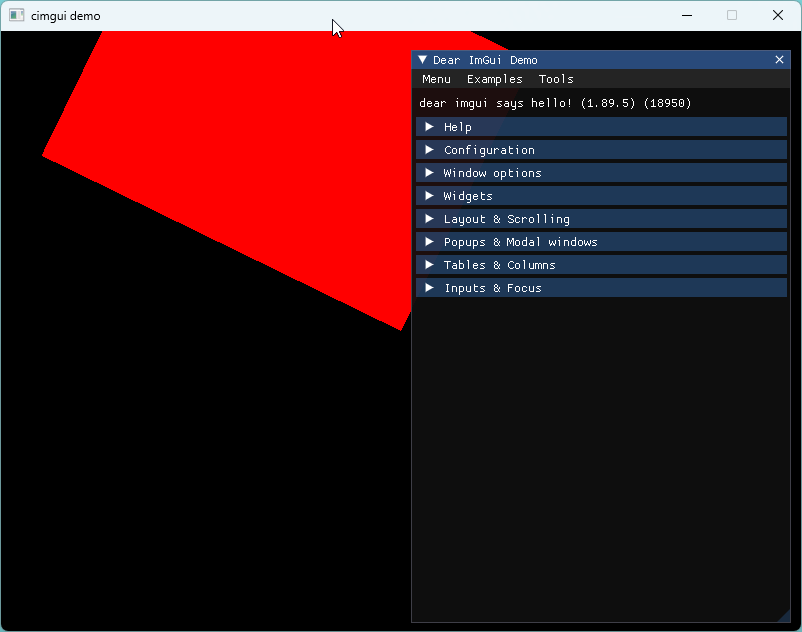 cimgui demo
Dear ImGui Demo
Menu Examples Tools
dear imgui says hello! (1.89.5) (18950)
Help
Configuration
Window options
Widgets
Layout & Scrolling
Popups & Modal windows
Tables & Columns
Inputs & Focus